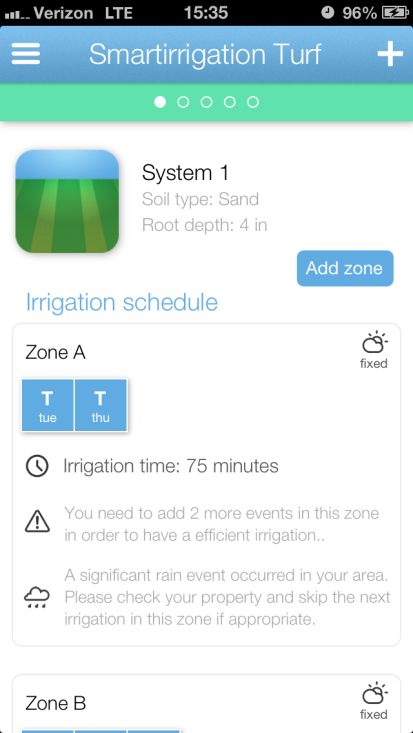 Verizon LTE 15:35 96%
Smartirrigation Turf
System 1
Soil type: Sand
Root depth: 4 in
Add zone
Irrigation schedule
Zone A
fixed
T T
tue thu
Irrigation time: 75 minutes
You need to add 2 more events in this zone
in order to have a efficient irrigation..
A significant rain event occurred in your area.
Please check your property and skip the next
irrigation in this zone if appropriate.
Zone B
fixed